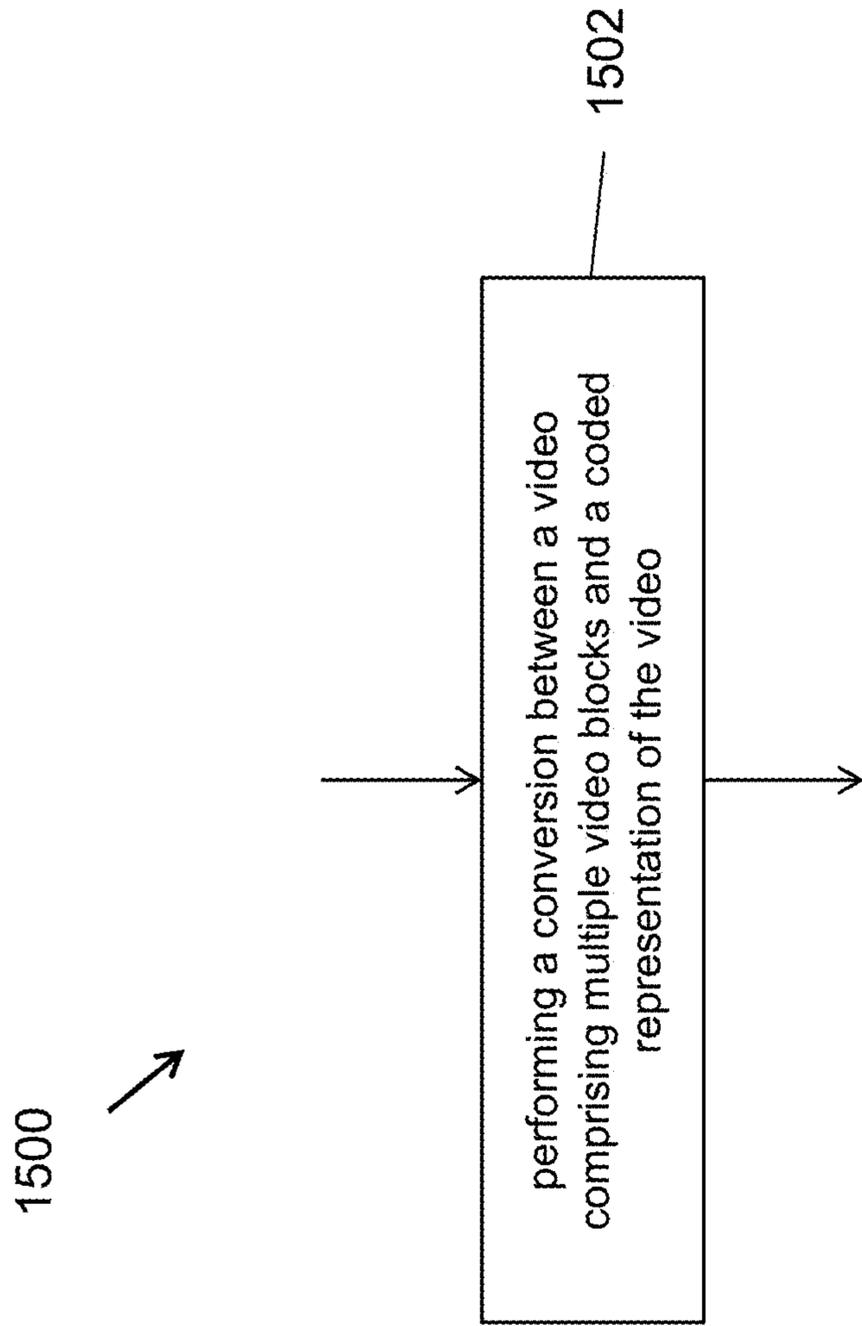 1500
performing a conversion between a video
comprising multiple video blocks and a coded
representation of the video
1502